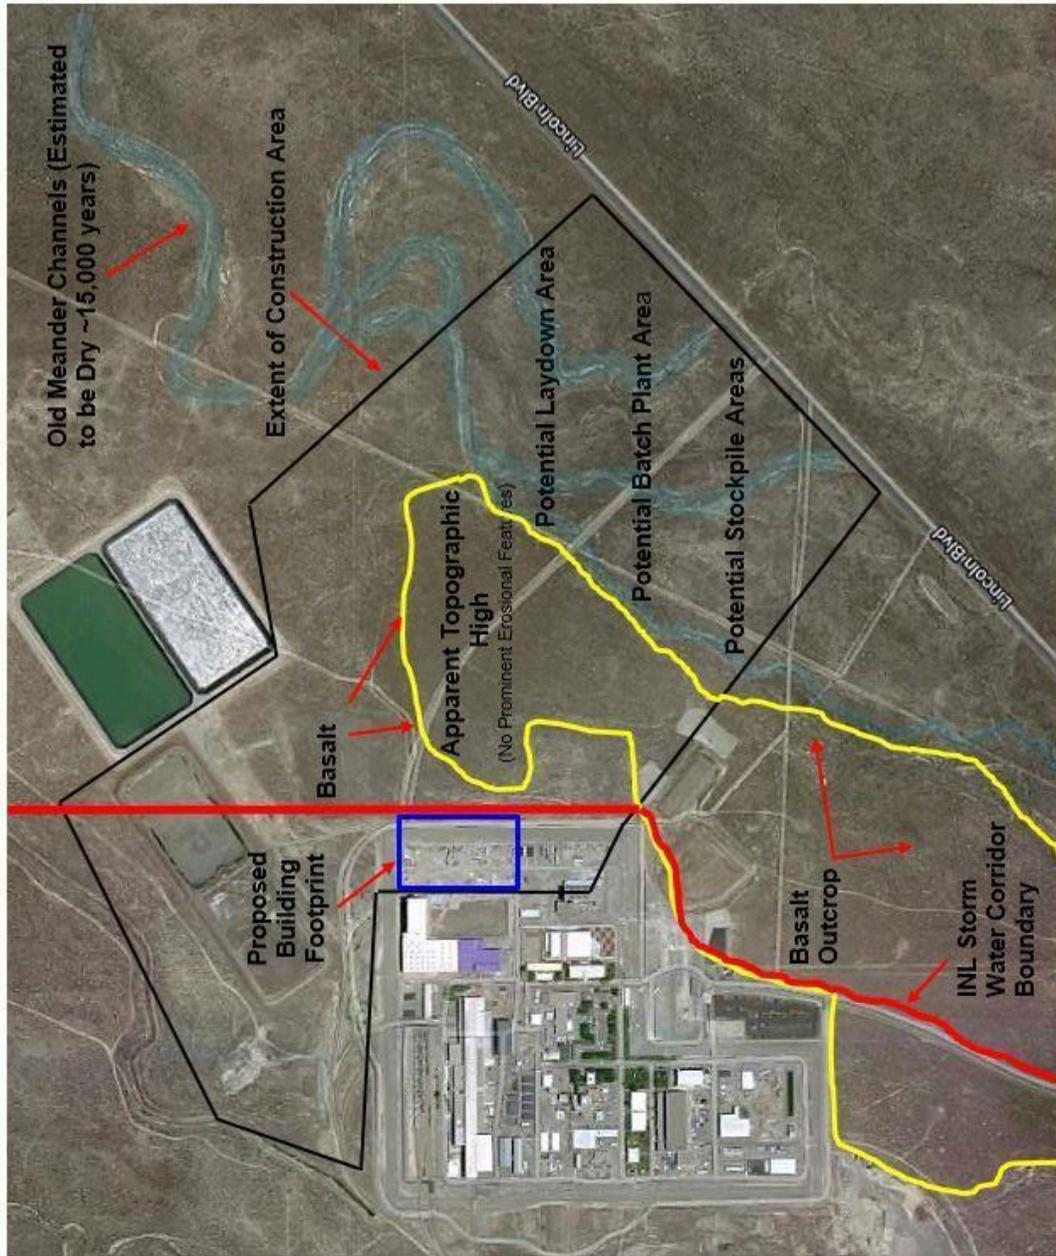 Old Meander Channels (Estimated
to be Dry ~15,000 years)
Extent of Construction Area
Lincoln Blvd
Potential Laydown Area
Potential Batch Plant Area
Potential Stockpile Areas
Lincoln Blvd
Basalt
Apparent Topographic
High
(No Prominent Erosional Features)
Proposed
Building
Footprint
Basalt
Outcrop
INL Storm
Water Corridor
Boundary